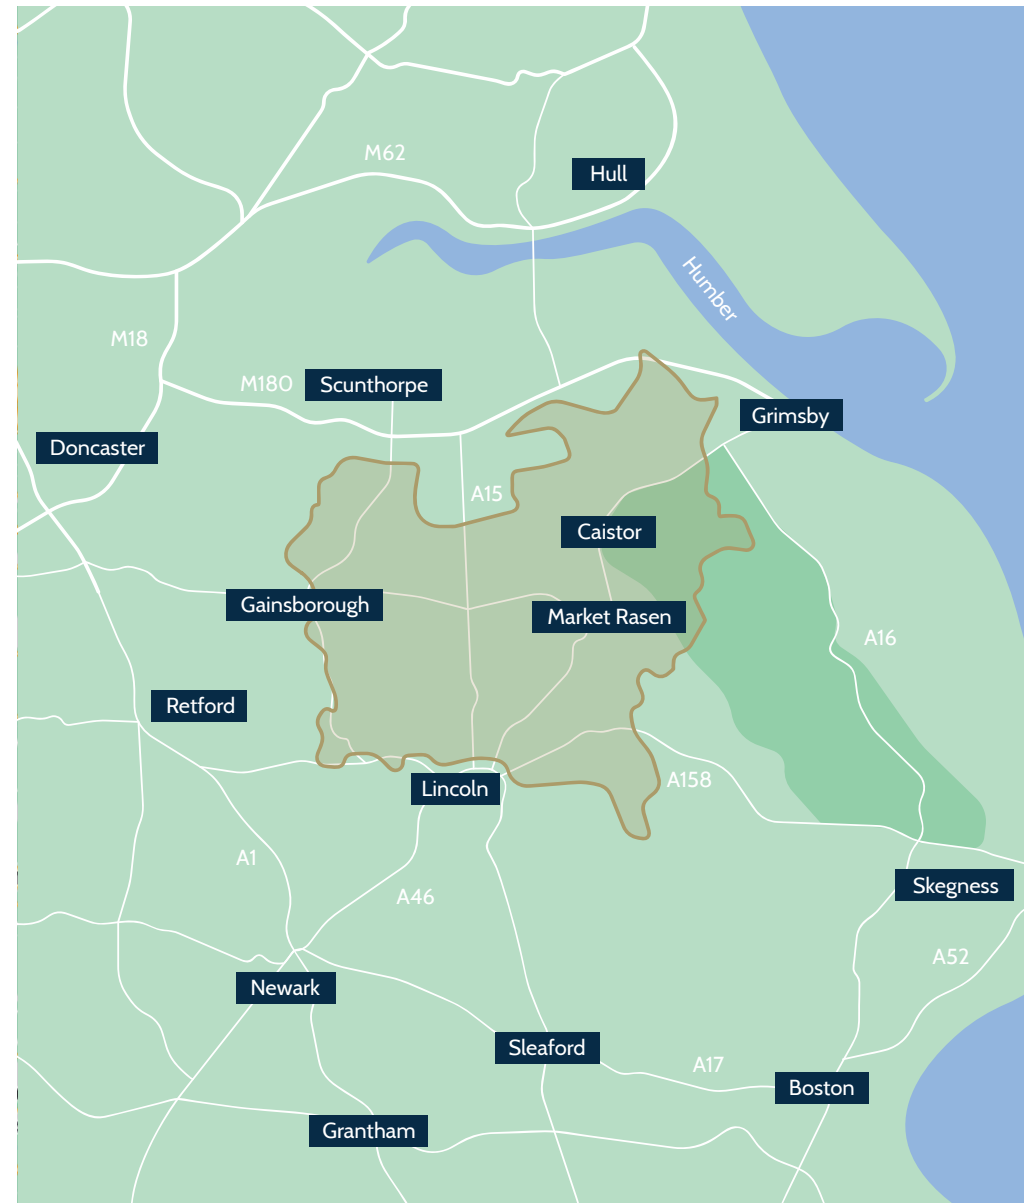 M62
Hull
Humber
M18
M180
Scunthorpe
Grimsby
Doncaster
A15
Caistor
Gainsborough
Market Rasen
A16
Retford
A158
Lincoln
A1
A46
Skegness
A52
Newark
Sleaford
A17
Boston
Grantham